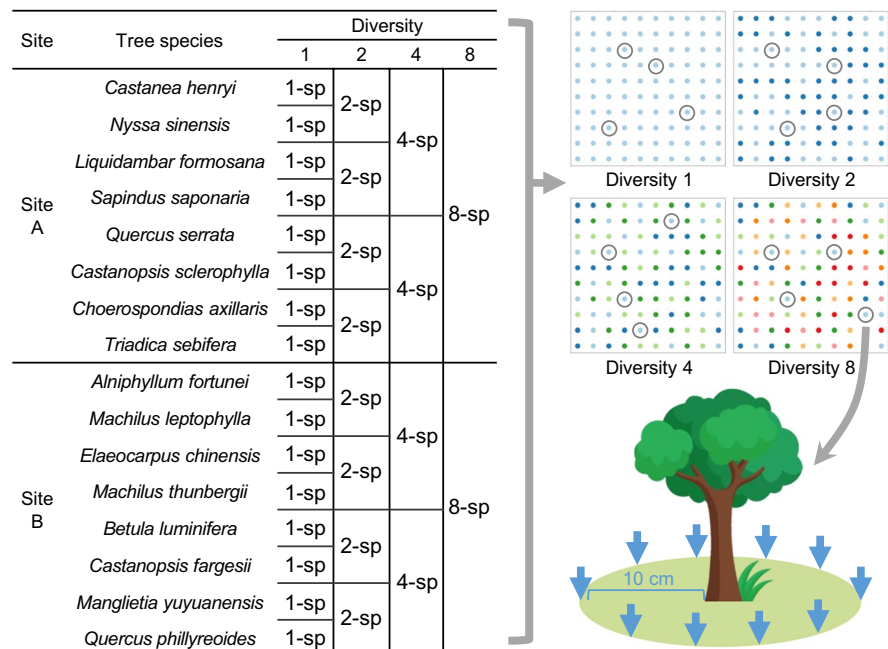 Site Tree species Diversity
1 2 4 8
Site A
Castanea henryi 1-sp
Nyssa sinensis 1-sp
2-sp
Liquidambar formosana 1-sp
Sapindus saponaria 1-sp
2-sp
4-sp
Quercus serrata 1-sp
Castanopsis sclerophylla 1-sp
2-sp
Choerospondias axillaris 1-sp
Triadica sebifera 1-sp
2-sp
4-sp
8-sp
Site B
Alniphyllum fortunei 1-sp
Machilus leptophylla 1-sp
2-sp
Elaeocarpus chinensis 1-sp
Machilus thunbergii 1-sp
2-sp
4-sp
Betula luminifera 1-sp
Castanopsis fargesii 1-sp
2-sp
Manglietia yuyuanensis 1-sp
Quercus phillyreoides 1-sp
2-sp
4-sp
8-sp
Diversity 1
Diversity 2
Diversity 4
Diversity 8
10 cm